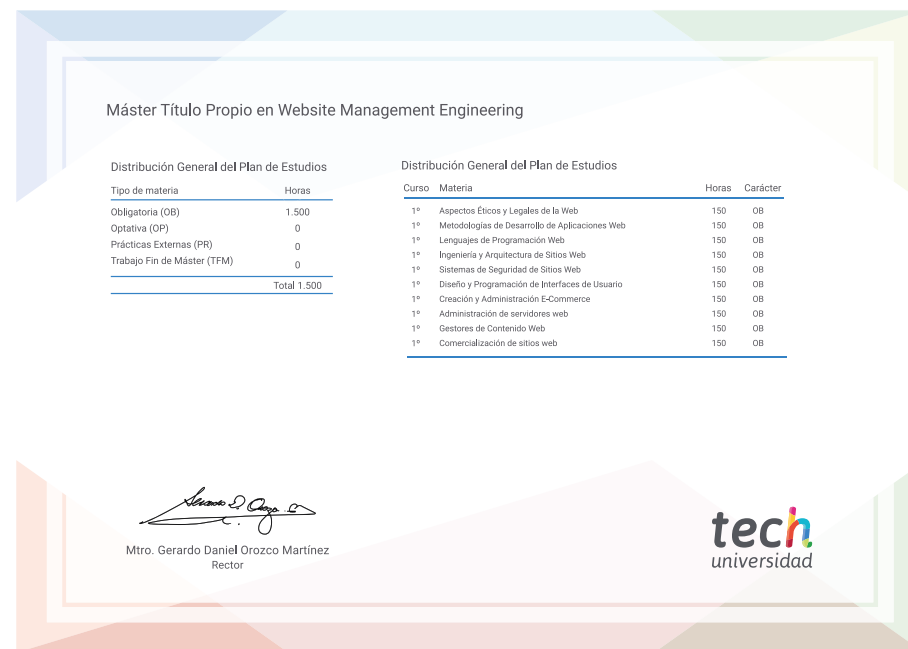 Máster Título Propio en Website Management Engineering
Distribución General del Plan de Estudios
Tipo de materia Horas
Obligatoria (OB) 1.500
Optativa (OP) 0
Prácticas Externas (PR) 0
Trabajo Fin de Máster (TFM) 0
Total 1.500
Distribución General del Plan de Estudios
Curso Materia Horas Carácter
1º Aspectos Éticos y Legales de la Web 150 OB
1º Metodologías de Desarrollo de Aplicaciones Web 150 OB
1º Lenguajes de Programación Web 150 OB
1º Ingeniería y Arquitectura de Sitios Web 150 OB
1º Sistemas de Seguridad de Sitios Web 150 OB
1º Diseño y Programación de Interfaces de Usuario 150 OB
1º Creación y Administración E-Commerce 150 OB
1º Administración de servidores web 150 OB
1º Gestores de Contenido Web 150 OB
1º Comercialización de sitios web 150 OB
Mtro. Gerardo Daniel Orozco Martínez
Rector
tech
universidad